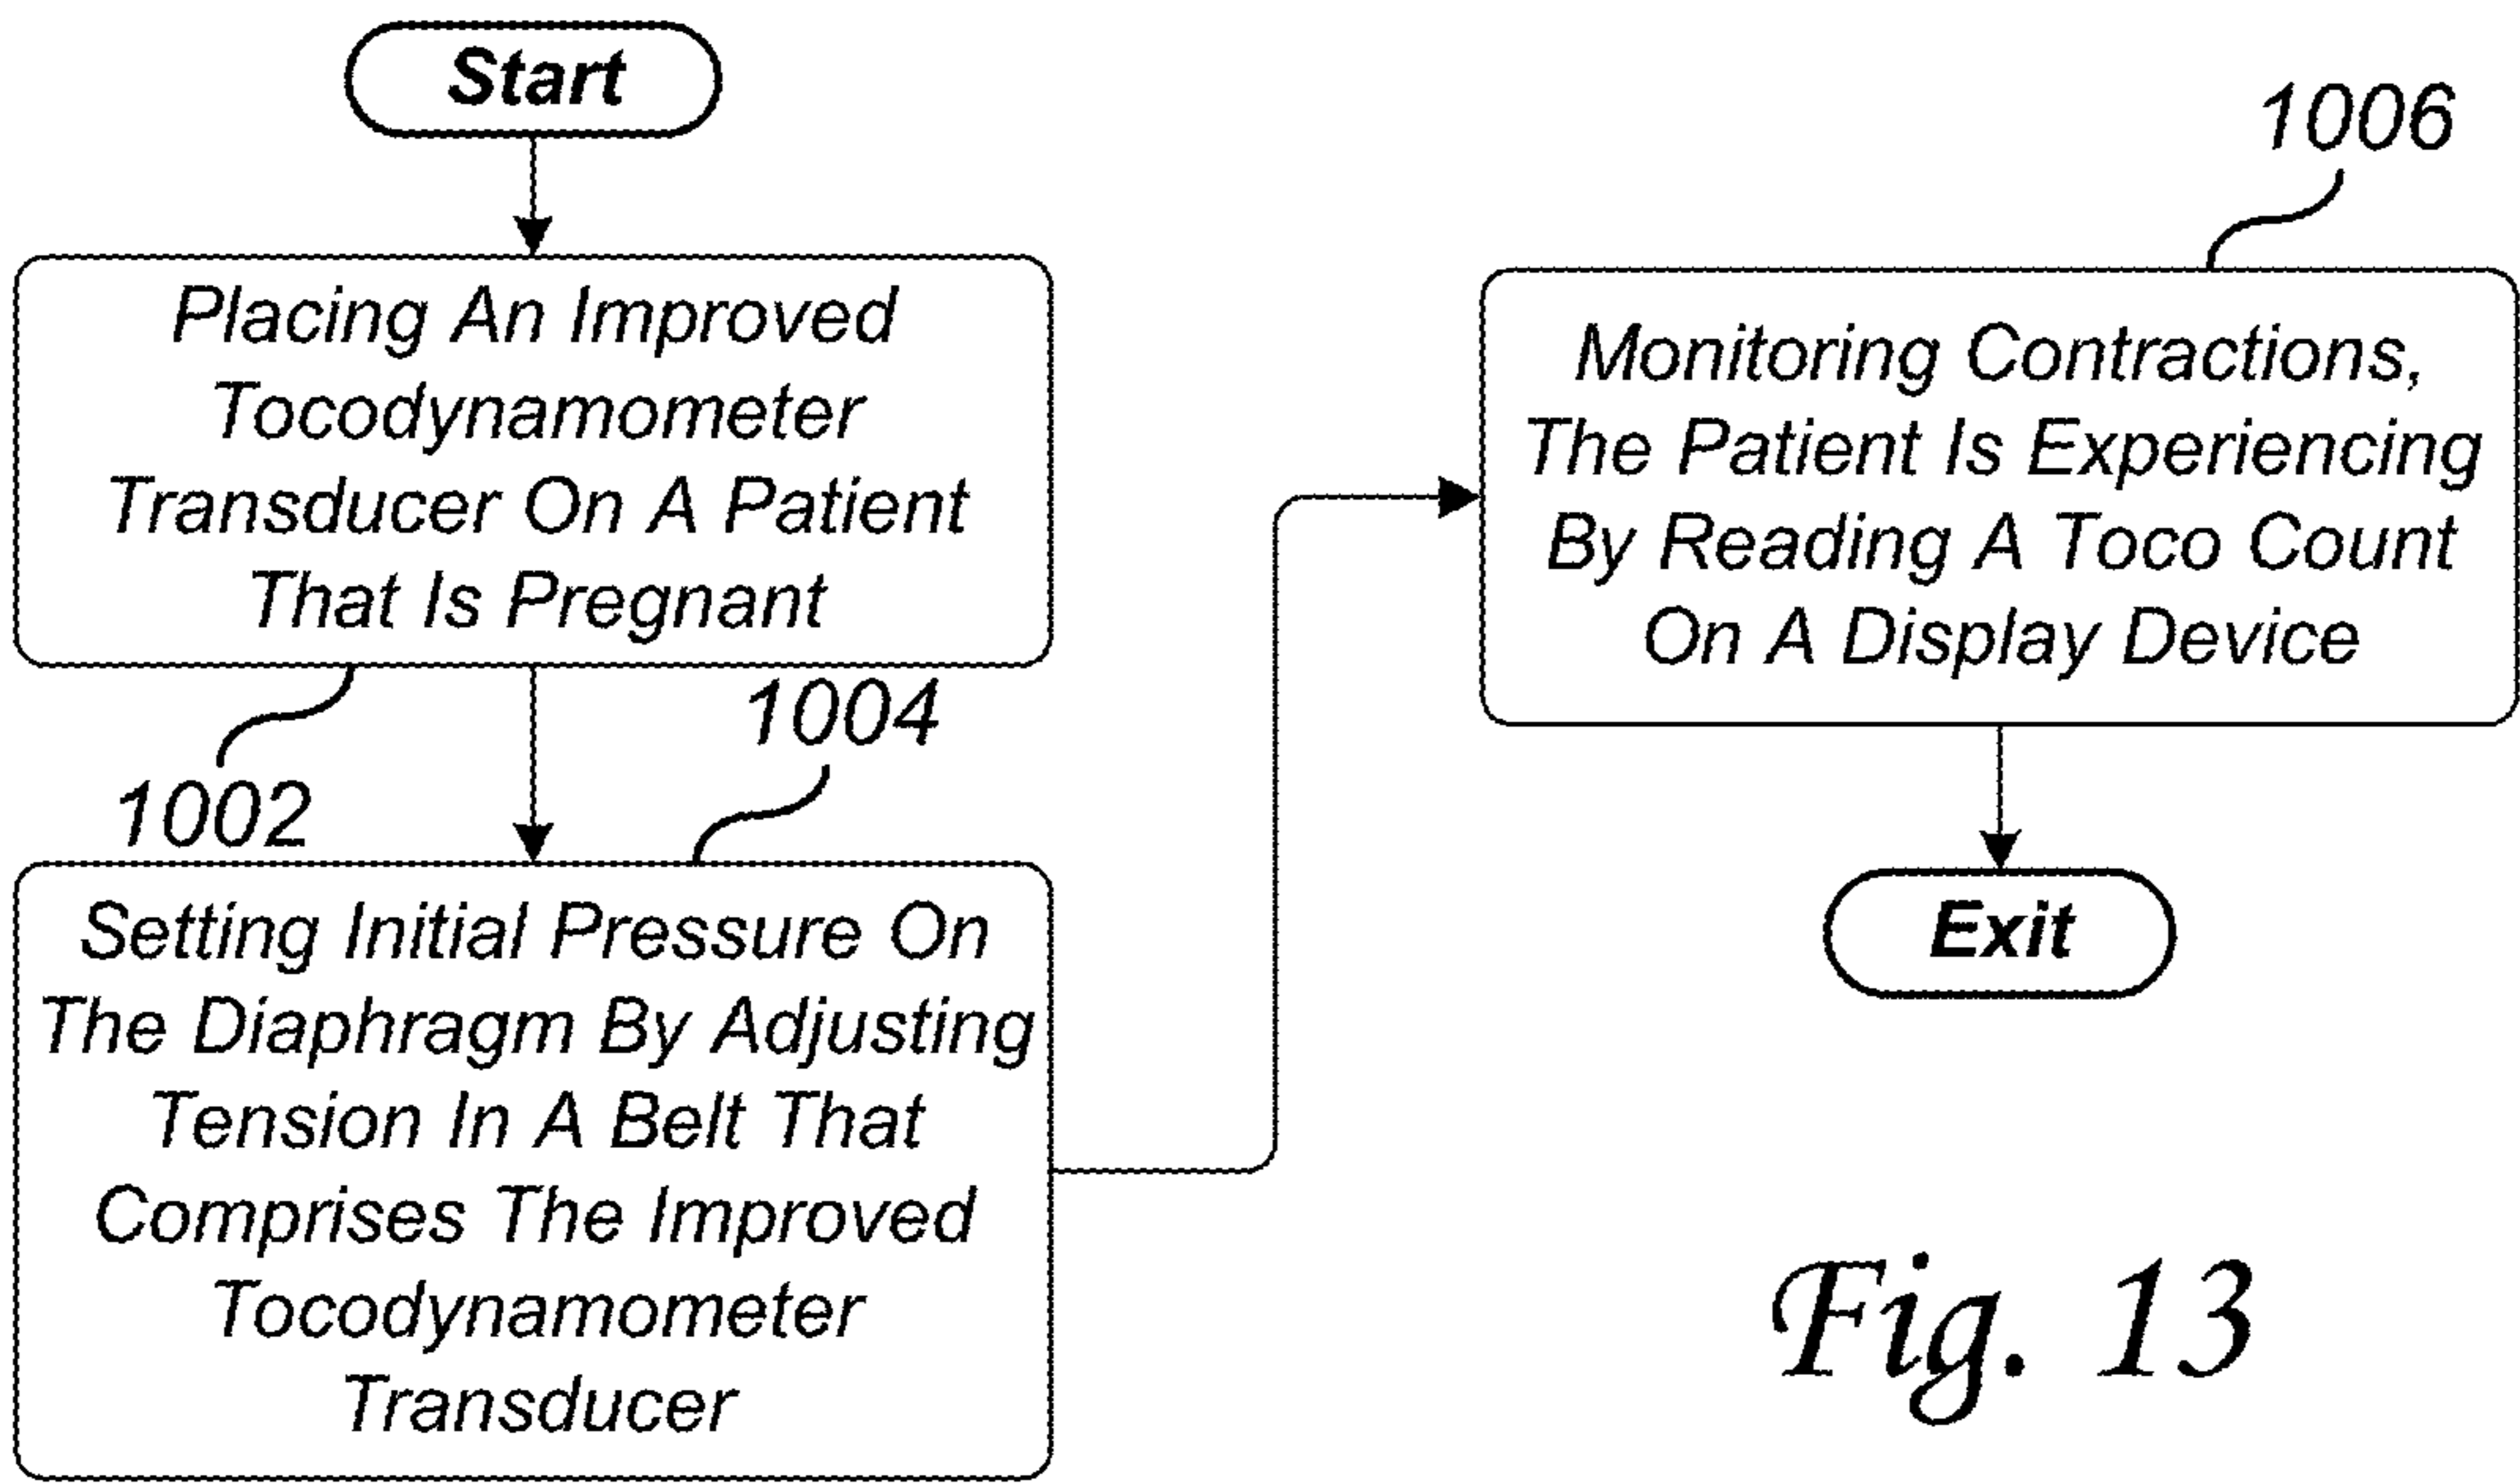 Start
Placing An Improved
Tocodynamometer
Transducer On A Patient
That Is Pregnant
1002
1004
Setting Initial Pressure On
The Diaphragm By Adjusting
Tension In A Belt That
Comprises The Improved
Tocodynamometer
Transducer
1006
Monitoring Contractions,
The Patient Is Experiencing
By Reading A Toco Count
On A Display Device
Exit
Fig. 13